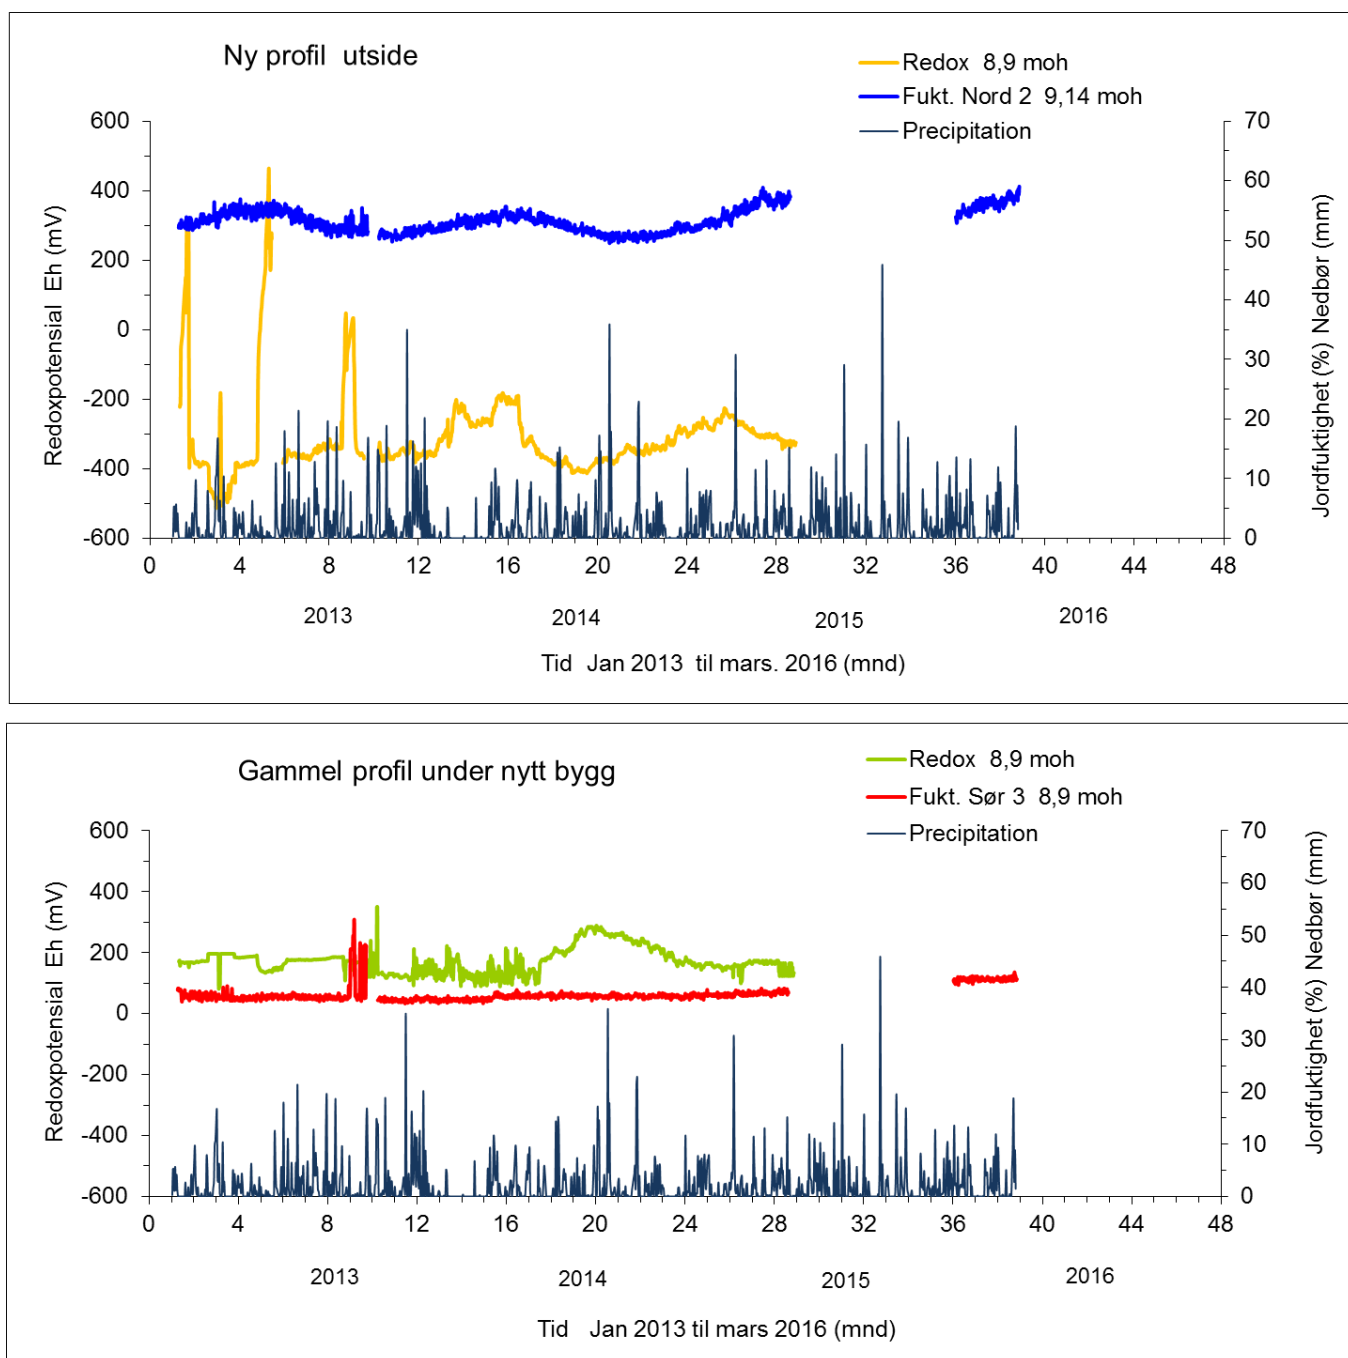 Ny profil utside
Redox 8,9 moh
Fukt. Nord 2 9,14 moh
Precipitation
Redoxpotensial Eh (mV)
600
400
200
0
-200
-400
-600
70
60
50
40
30
20
10
0
Jordfuktighet (%) Nedbør (mm)
0 4 8 12 16 20 24 28 32 36 40 44 48
2013 2014 2015 2016
Tid Jan 2013 til mars. 2016 (mnd)
Gammel profil under nytt bygg
Redox 8,9 moh
Fukt. Sør 3 8,9 moh
Precipitation
Redoxpotensial Eh (mV)
600
400
200
0
-200
-400
-600
70
60
50
40
30
20
10
0
Jordfuktighet (%) Nedbør (mm)
0 4 8 12 16 20 24 28 32 36 40 44 48
2013 2014 2015 2016
Tid Jan 2013 til mars 2016 (mnd)